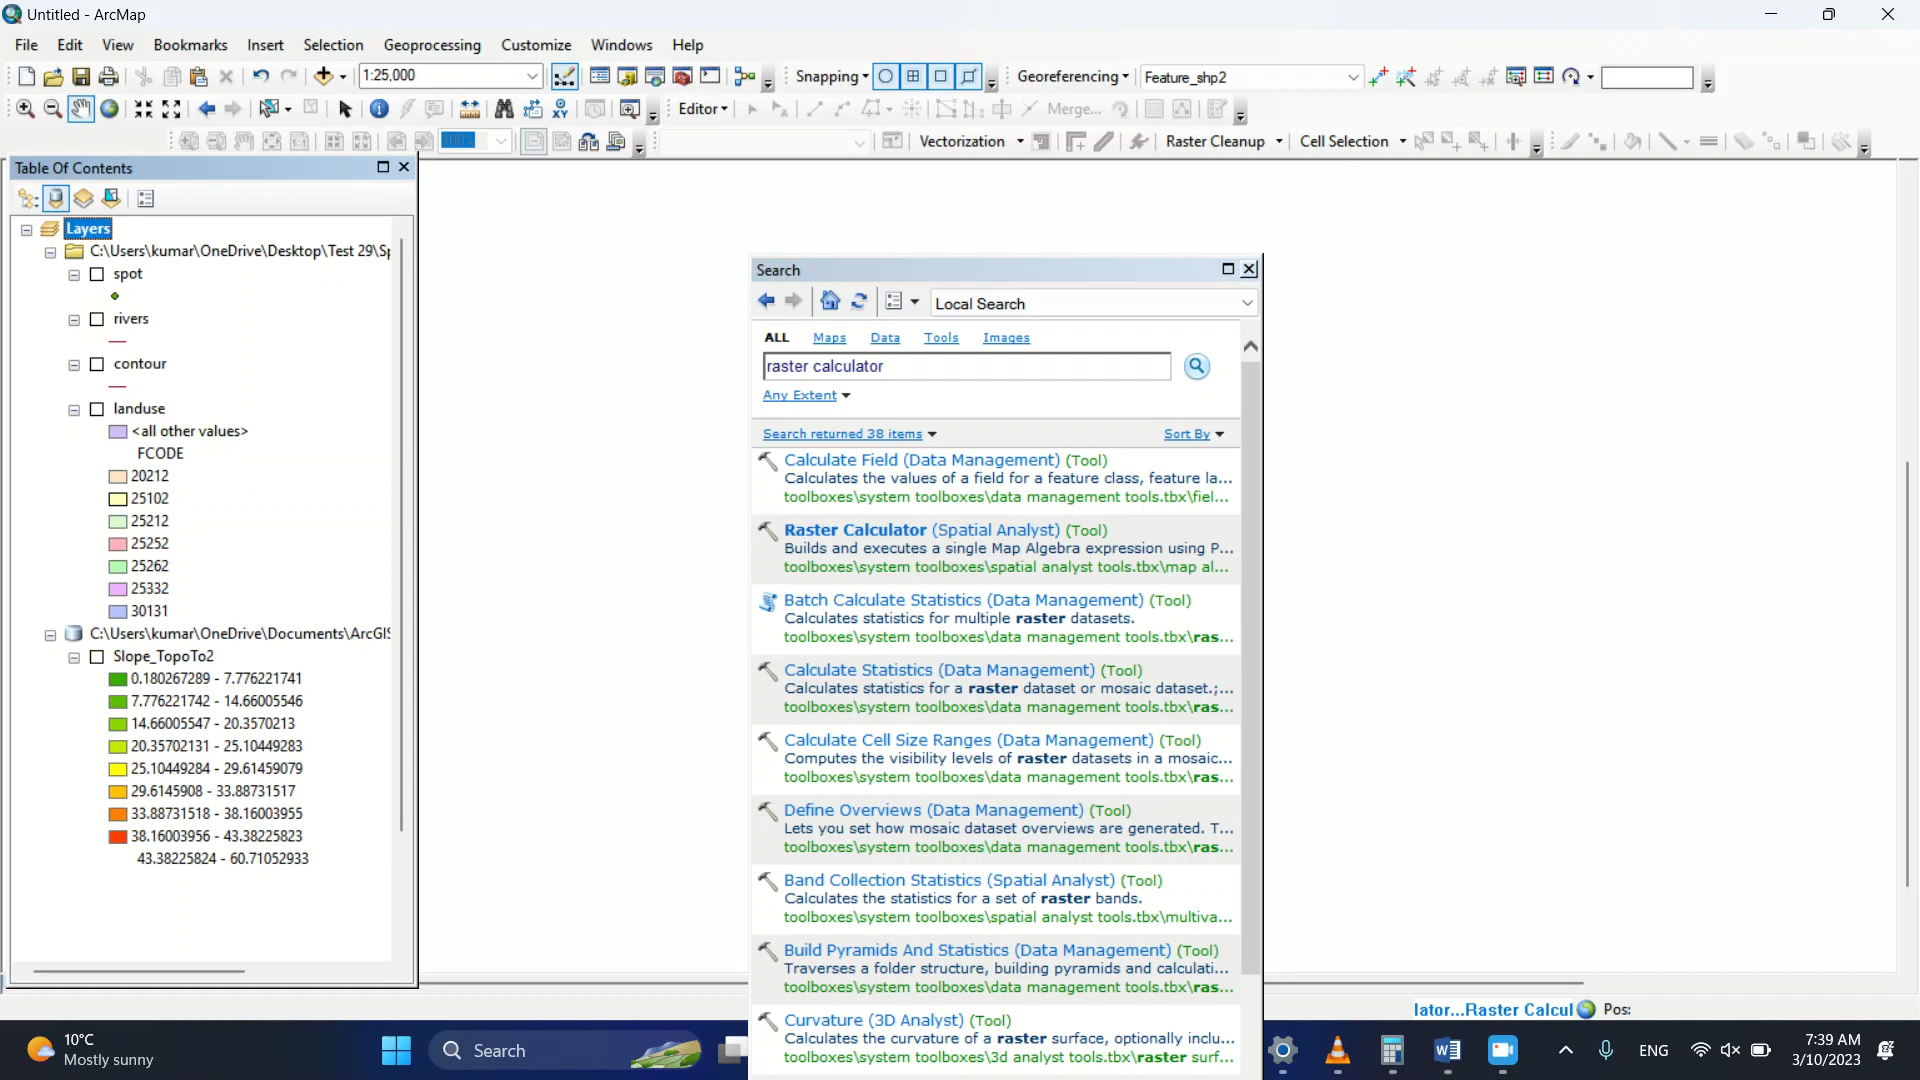 Untitled - ArcMap
File Edit View Bookmarks Insert Selection Geoprocessing Customize Windows Help
1:25,000 Snapping Georeferencing Feature_shp2
Editor Merge...
Vectorization Raster Cleanup Cell Selection
Table Of Contents
Layers
C:\Users\kumar\OneDrive\Desktop\Test 29\Sp
spot
rivers
contour
landuse
<all other values>
FCODE
20212
25102
25212
25252
25262
25332
30131
C:\Users\kumar\OneDrive\Documents\ArcGIS
Slope_TopoTo2
0.180267289 - 7.776221741
7.776221742 - 14.66005546
14.66005547 - 20.3570213
20.35702131 - 25.10449283
25.10449284 - 29.61459079
29.6145908 - 33.88731517
33.88731518 - 38.16003955
38.16003956 - 43.38225823
43.38225824 - 60.71052933
Search
Local Search
ALL Maps Data Tools Images
raster calculator
Any Extent
Search returned 38 items Sort By
Calculate Field (Data Management) (Tool)
Calculates the values of a field for a feature class, feature la...
toolboxes\system toolboxes\data management tools.tbx\fiel...
Raster Calculator (Spatial Analyst) (Tool)
Builds and executes a single Map Algebra expression using P...
toolboxes\system toolboxes\spatial analyst tools.tbx\map al...
Batch Calculate Statistics (Data Management) (Tool)
Calculates statistics for multiple raster datasets.
toolboxes\system toolboxes\data management tools.tbx\ras...
Calculate Statistics (Data Management) (Tool)
Calculates statistics for a raster dataset or mosaic dataset.;...
toolboxes\system toolboxes\data management tools.tbx\ras...
Calculate Cell Size Ranges (Data Management) (Tool)
Computes the visibility levels of raster datasets in a mosaic...
toolboxes\system toolboxes\data management tools.tbx\ras...
Define Overviews (Data Management) (Tool)
Lets you set how mosaic dataset overviews are generated. T...
toolboxes\system toolboxes\data management tools.tbx\ras...
Band Collection Statistics (Spatial Analyst) (Tool)
Calculates the statistics for a set of raster bands.
toolboxes\system toolboxes\spatial analyst tools.tbx\multiva...
Build Pyramids And Statistics (Data Management) (Tool)
Traverses a folder structure, building pyramids and calculati...
toolboxes\system toolboxes\data management tools.tbx\ras...
Curvature (3D Analyst) (Tool)
Calculates the curvature of a raster surface, optionally inclu...
toolboxes\system toolboxes\3d analyst tools.tbx\raster surf...
lator...Raster Calcul Pos:
10°C
Mostly sunny
Search
ENG
7:39 AM
3/10/2023